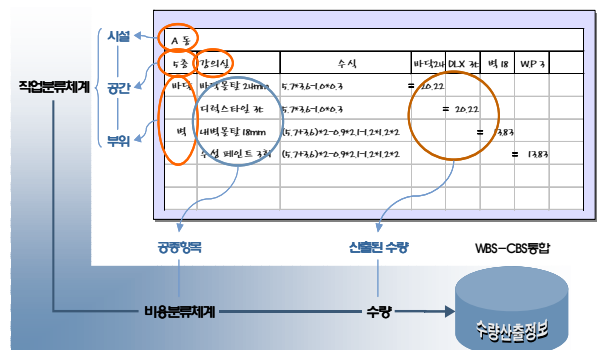 시설
A 동
5층 강의실 수식 바닥24 DLX 3t 벽 18 W.P 3
직업분류체계
공간
바닥 바닥몰탈 24mm 5.7*3.6-1.0*0.3 = 20.22
디럭스타일 3t 5.7*3.6-1.0*0.3 = 20.22
부위
벽 내벽몰탈 18mm (5.7+3.6)*2-0.9*2.1-1.2*1.2*2 = 13.83
수성 페인트 3회 (5.7+3.6)*2-0.9*2.1-1.2*1.2*2 = 13.83
공종항목 산출된 수량 WBS-CBS통합
비용분류체계 수량 수량산출정보